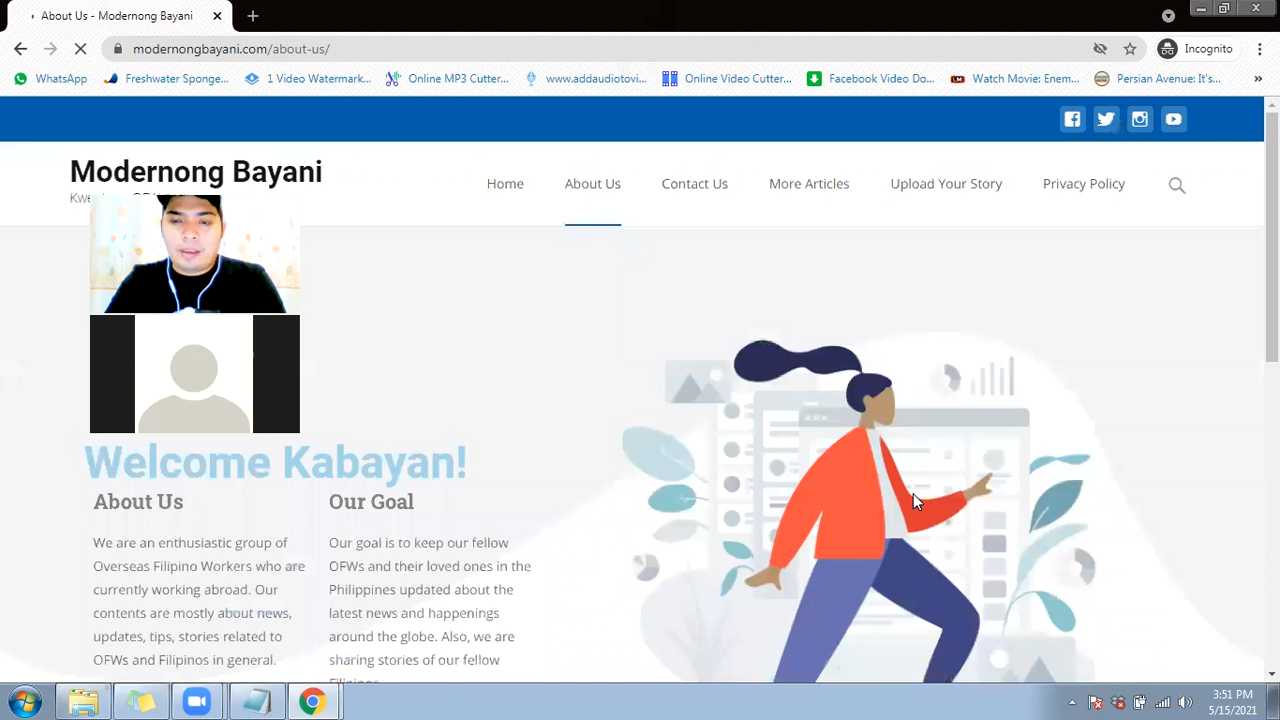 About Us - Modernong Bayani
modernongbayani.com/about-us/
Incognito
WhatsApp
Freshwater Sponge...
1 Video Watermark...
Online MP3 Cutter...
www.addaudiotovi...
Online Video Cutter...
Facebook Video Do...
Watch Movie: Enem...
Persian Avenue: It's...
»
Modernong Bayani
Home
About Us
Contact Us
More Articles
Upload Your Story
Privacy Policy
Welcome Kabayan!
About Us
We are an enthusiastic group of
Overseas Filipino Workers who are
currently working abroad. Our
contents are mostly about news,
updates, tips, stories related to
OFWs and Filipinos in general.
Our Goal
Our goal is to keep our fellow
OFWs and their loved ones in the
Philippines updated about the
latest news and happenings
around the globe. Also, we are
sharing stories of our fellow
3:51 PM
5/15/2021